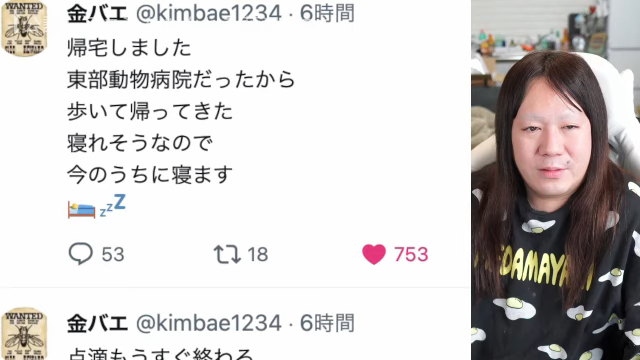 金バエ @kimbae1234 · 6時間
帰宅しました
東部動物病院だったから
歩いて帰ってきた
寝れそうなので
今のうちに寝ます
53 18 753
金バエ @kimbae1234 · 6時間
点滴もうすぐ終わる
WANTED
WANTED
EDAMAYA